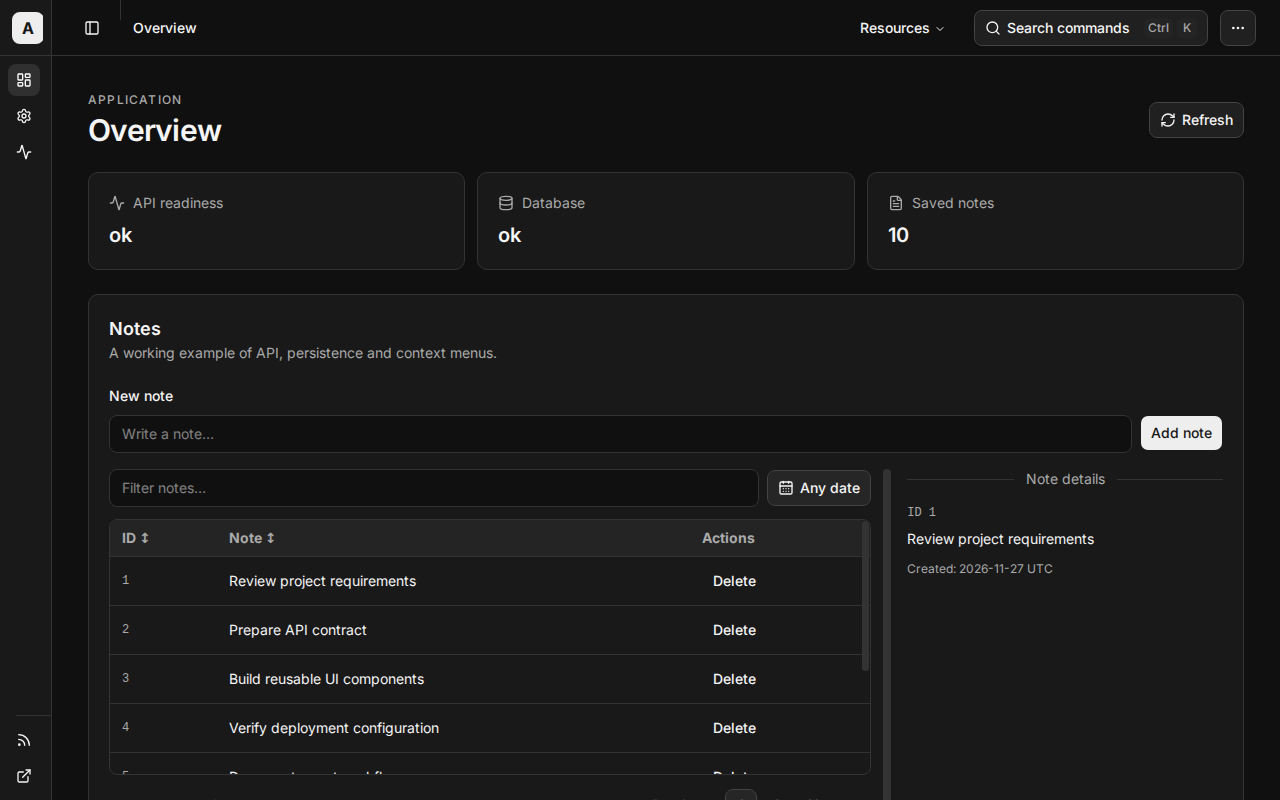 A
Overview
Resources
Search commands Ctrl K
APPLICATION
Overview
Refresh
API readiness
ok
Database
ok
Saved notes
10
Notes
A working example of API, persistence and context menus.
New note
Write a note...
Add note
Filter notes...
Any date
ID ↕ Note ↕ Actions
1 Review project requirements Delete
2 Prepare API contract Delete
3 Build reusable UI components Delete
4 Verify deployment configuration Delete
Note details
ID 1
Review project requirements
Created: 2026-11-27 UTC